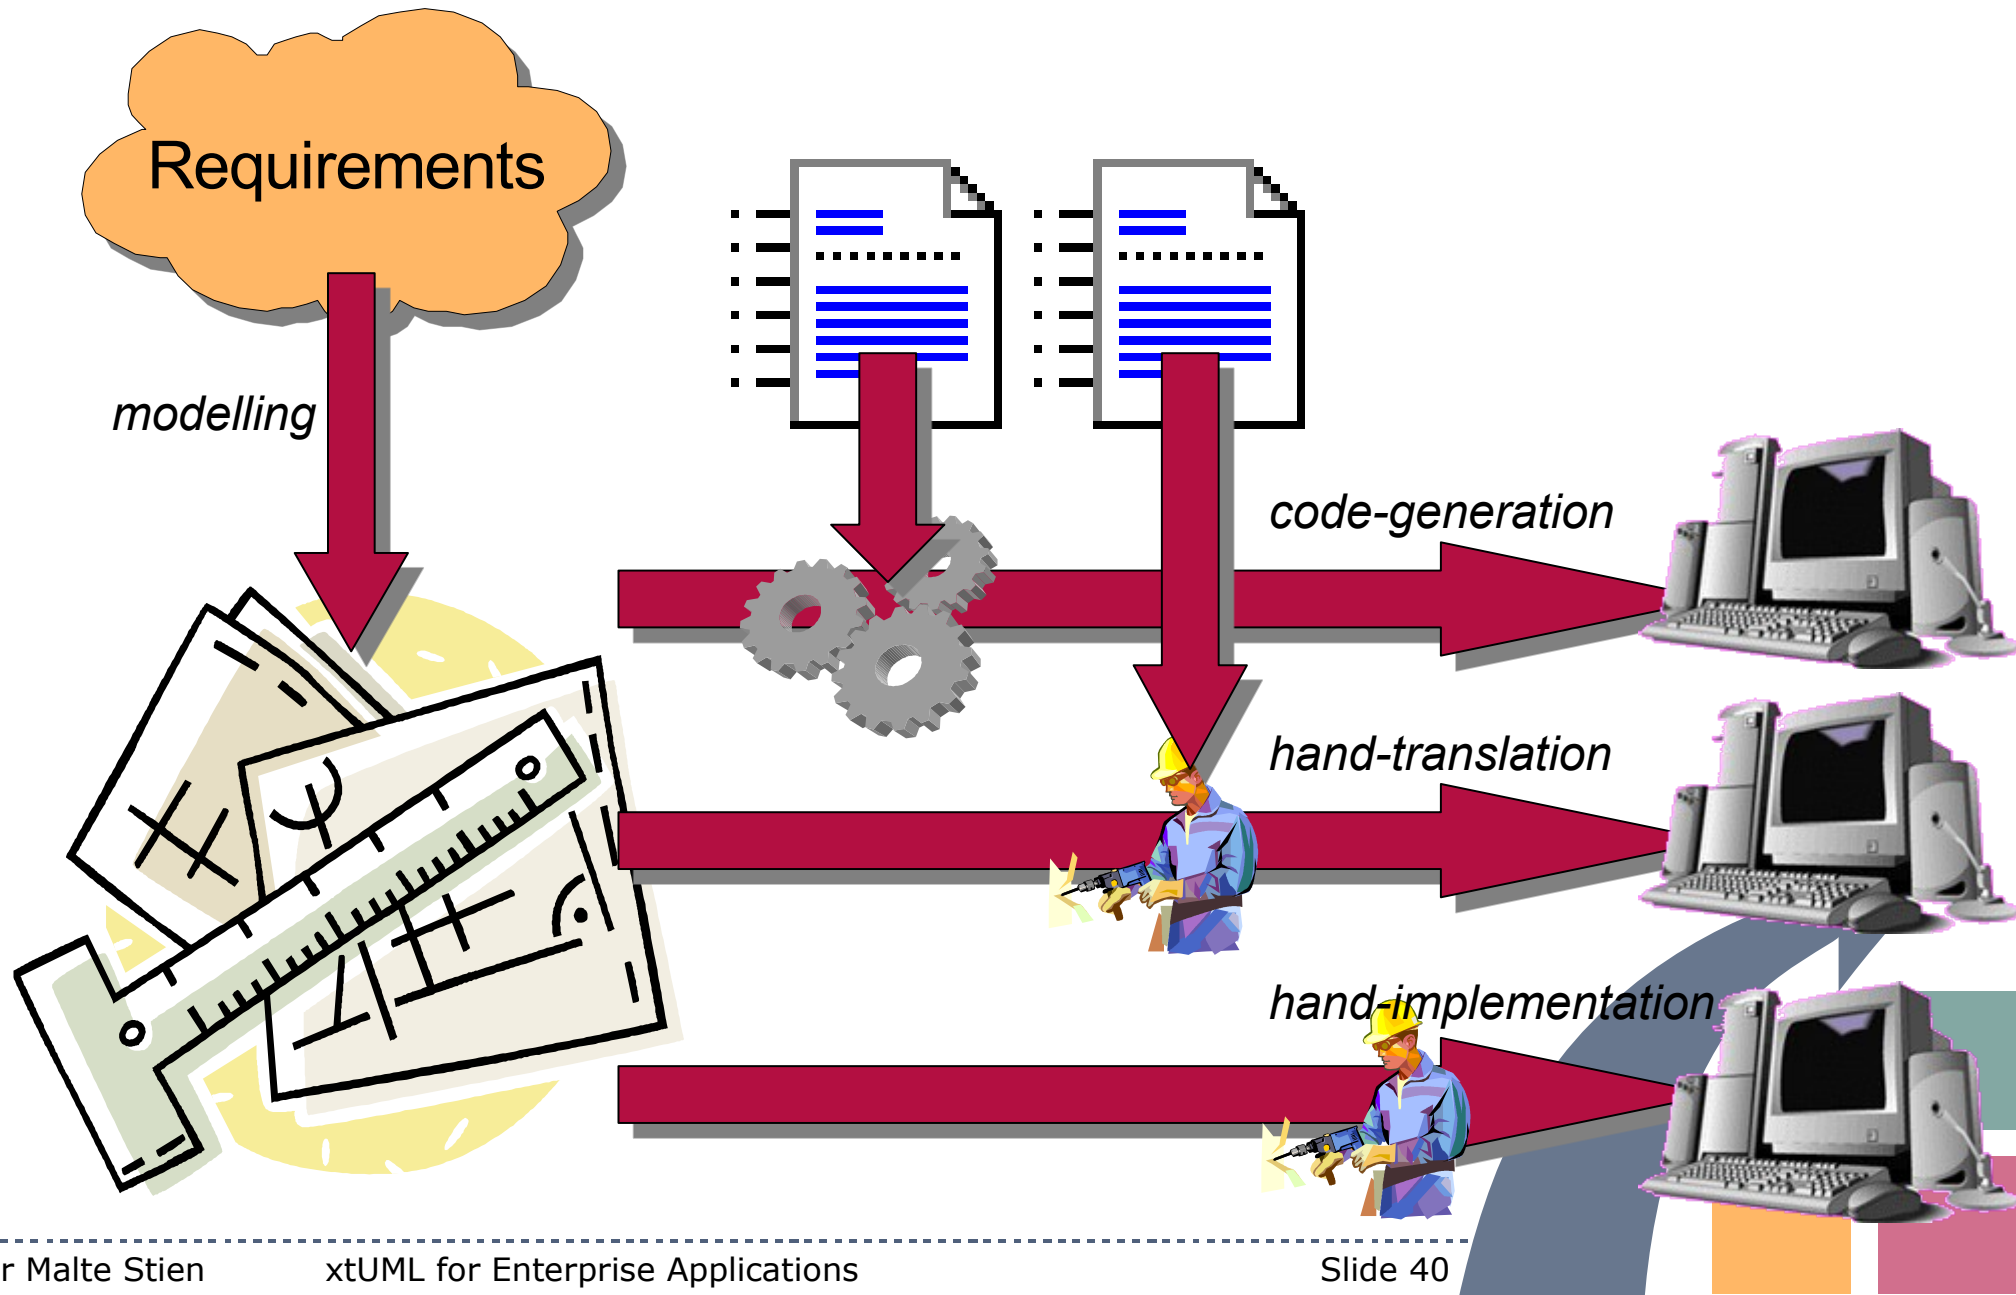 Requirements
modelling
code-generation
hand-translation
hand-implementation
r Malte Stien xtUML for Enterprise Applications Slide 40